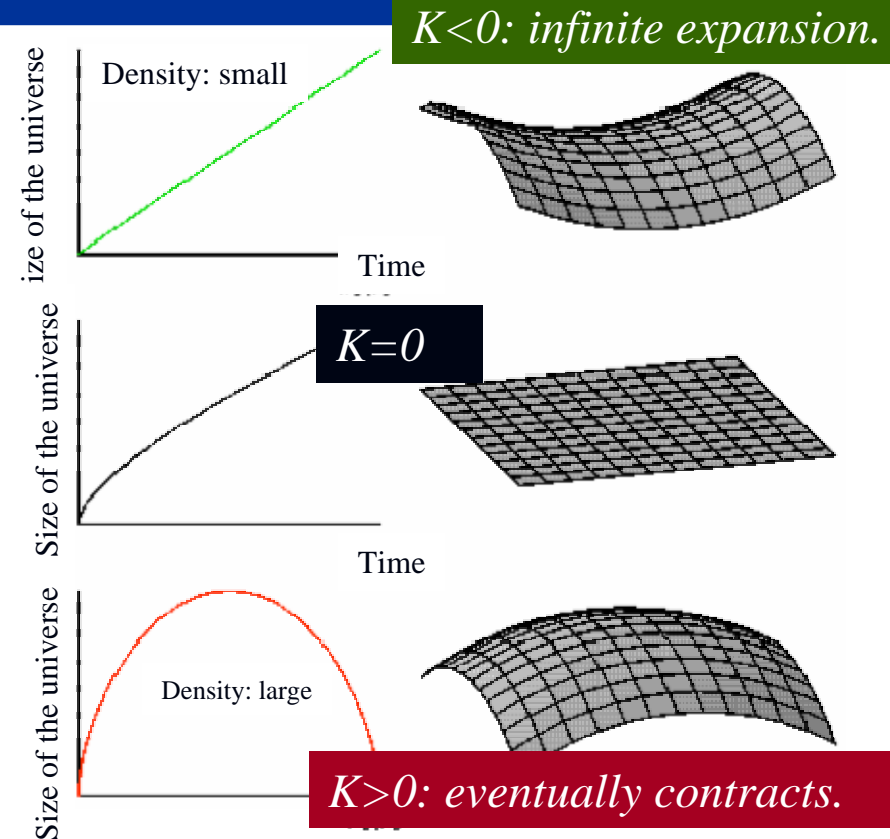 K<0: infinite expansion.
Density: small
ize of the universe
Time
K=0
Size of the universe
Time
Density: large
Size of the universe
K>0: eventually contracts.